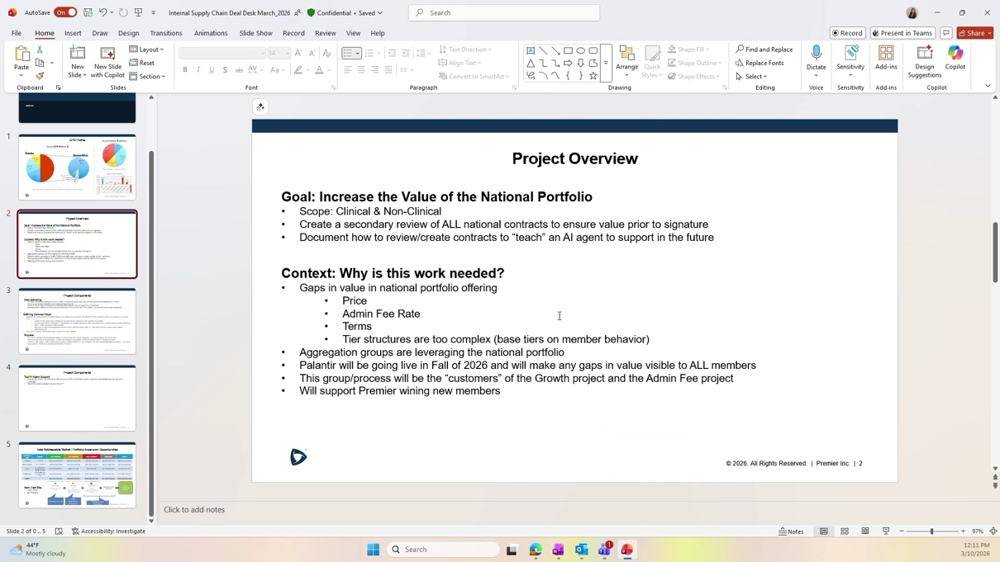 AutoSave On Internal Supply Chain Deal Desk March_2026 Confidential • Saved Search
File Home Insert Draw Design Transitions Animations Slide Show Record Review View Help Record Present in Teams Share
Paste New Slide New Slide with Copilot Layout Reset Section 14 Text Direction Align Text Convert to SmartArt Arrange Quick Styles Shape Fill Shape Outline Shape Effects Find and Replace Replace Fonts Select Dictate Sensitivity Add-ins Design Suggestions Copilot
Clipboard Slides Font Paragraph Drawing Editing Voice Sensitivity Add-ins Copilot
1
2
3
4
5
Project Overview
Goal: Increase the Value of the National Portfolio
• Scope: Clinical & Non-Clinical
• Create a secondary review of ALL national contracts to ensure value prior to signature
• Document how to review/create contracts to “teach” an AI agent to support in the future
Context: Why is this work needed?
• Gaps in value in national portfolio offering
• Price
• Admin Fee Rate
• Terms
• Tier structures are too complex (base tiers on member behavior)
• Aggregation groups are leveraging the national portfolio
• Palantir will be going live in Fall of 2026 and will make any gaps in value visible to ALL members
• This group/process will be the “customers” of the Growth project and the Admin Fee project
• Will support Premier wining new members
© 2026. All Rights Reserved. | Premier Inc. | 2
Click to add notes
Slide 2 of 0 .. 5 Accessibility: Investigate Notes 97%
44°F
Mostly cloudy
Search
1
12:11 PM
3/10/2026